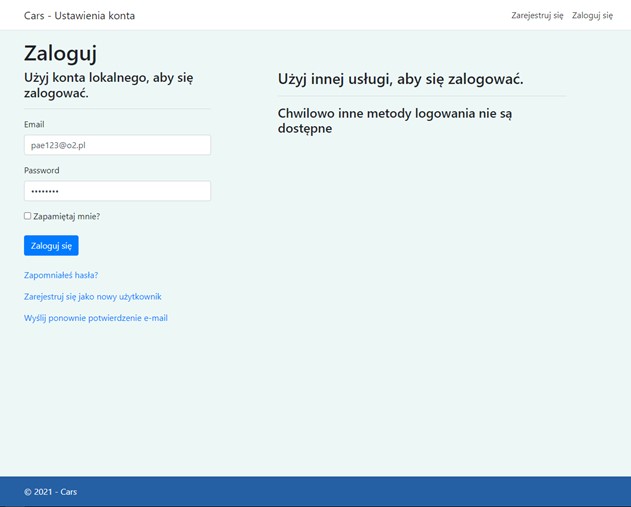 Cars - Ustawienia konta
Zarejestruj się Zaloguj się
Zaloguj
Użyj konta lokalnego, aby się
zalogować.
Email
pae123@o2.pl
Password
••••••••
Zapamiętaj mnie?
Zaloguj się
Zapomniałeś hasła?
Zarejestruj się jako nowy użytkownik
Wyślij ponownie potwierdzenie e-mail
Użyj innej usługi, aby się zalogować.
Chwilowo inne metody logowania nie są
dostępne
© 2021 - Cars